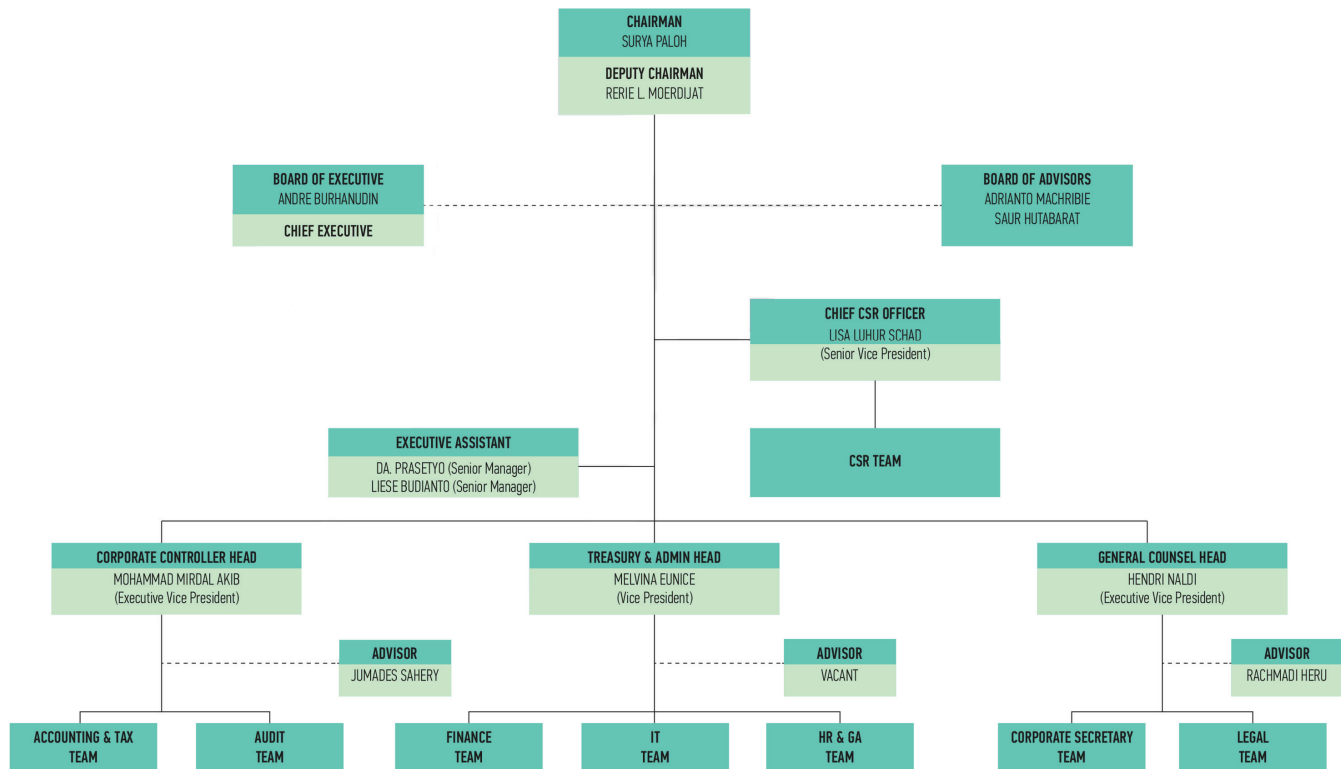 CHAIRMAN
SURYA PALOH
DEPUTY CHAIRMAN
RERIE L. MOERDIJAT
BOARD OF EXECUTIVE
ANDRE BURHANUDIN
CHIEF EXECUTIVE
BOARD OF ADVISORS
ADRIANTO MACHRIBIE
SAUR HUTABARAT
CHIEF CSR OFFICER
LISA LUHUR SCHAD
(Senior Vice President)
EXECUTIVE ASSISTANT
DA. PRASETYO (Senior Manager)
LIESE BUDIANTO (Senior Manager)
CSR TEAM
CORPORATE CONTROLLER HEAD
MOHAMMAD MIRDAL AKIB
(Executive Vice President)
TREASURY & ADMIN HEAD
MELVINA EUNICE
(Vice President)
GENERAL COUNSEL HEAD
HENDRI NALDI
(Executive Vice President)
ADVISOR
JUMADES SAHERY
ADVISOR
VACANT
ADVISOR
RACHMADI HERU
ACCOUNTING & TAX
TEAM
AUDIT
TEAM
FINANCE
TEAM
IT
TEAM
HR & GA
TEAM
CORPORATE SECRETARY
TEAM
LEGAL
TEAM